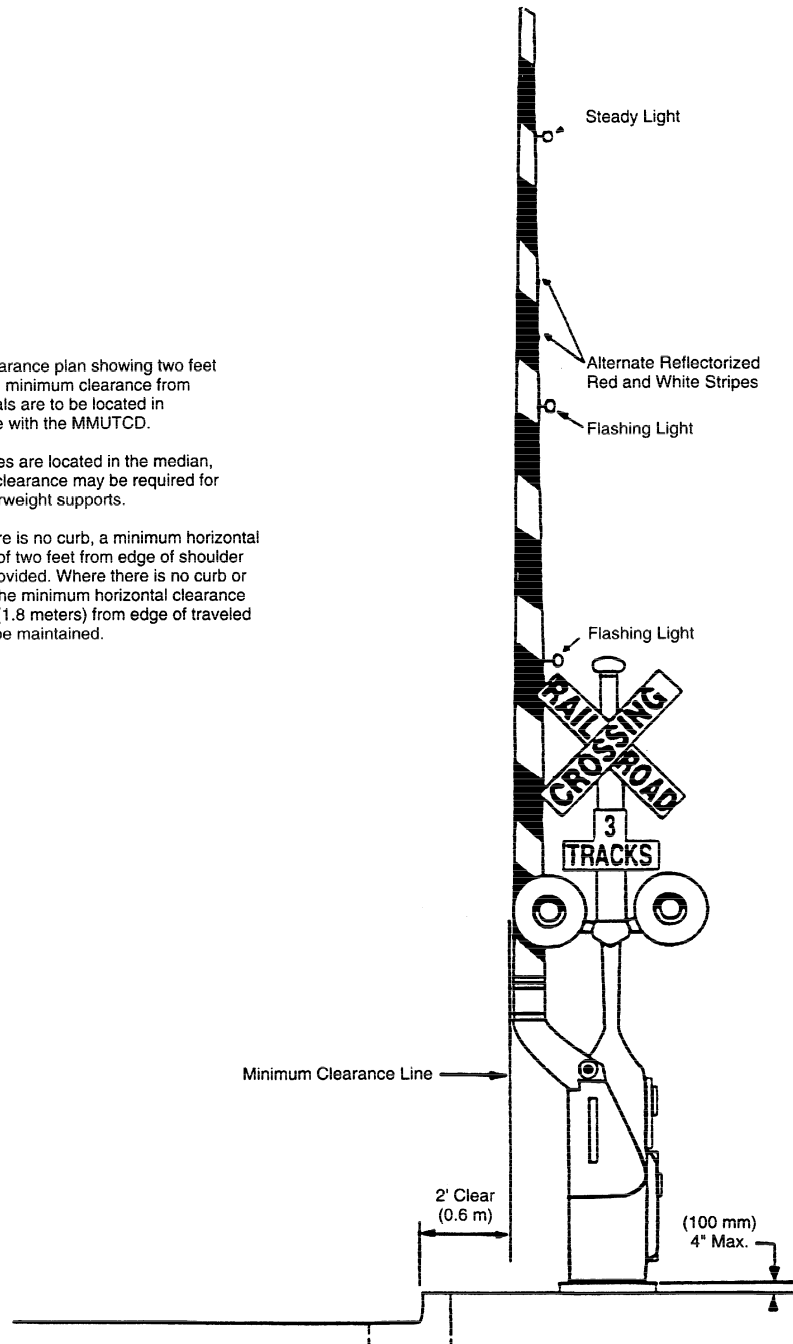 Steady Light
arance plan showing two feet
minimum clearance from
als are to be located in
e with the MMUTCD.
Alternate Reflectorized
Red and White Stripes
Flashing Light
es are located in the median,
clearance may be required for
rweight supports.
re is no curb, a minimum horizontal
of two feet from edge of shoulder
ovided. Where there is no curb or
he minimum horizontal clearance
(1.8 meters) from edge of traveled
be maintained.
Flashing Light
RAILROAD
CROSSING
3
TRACKS
Minimum Clearance Line
2' Clear
(0.6 m)
(100 mm)
4" Max.